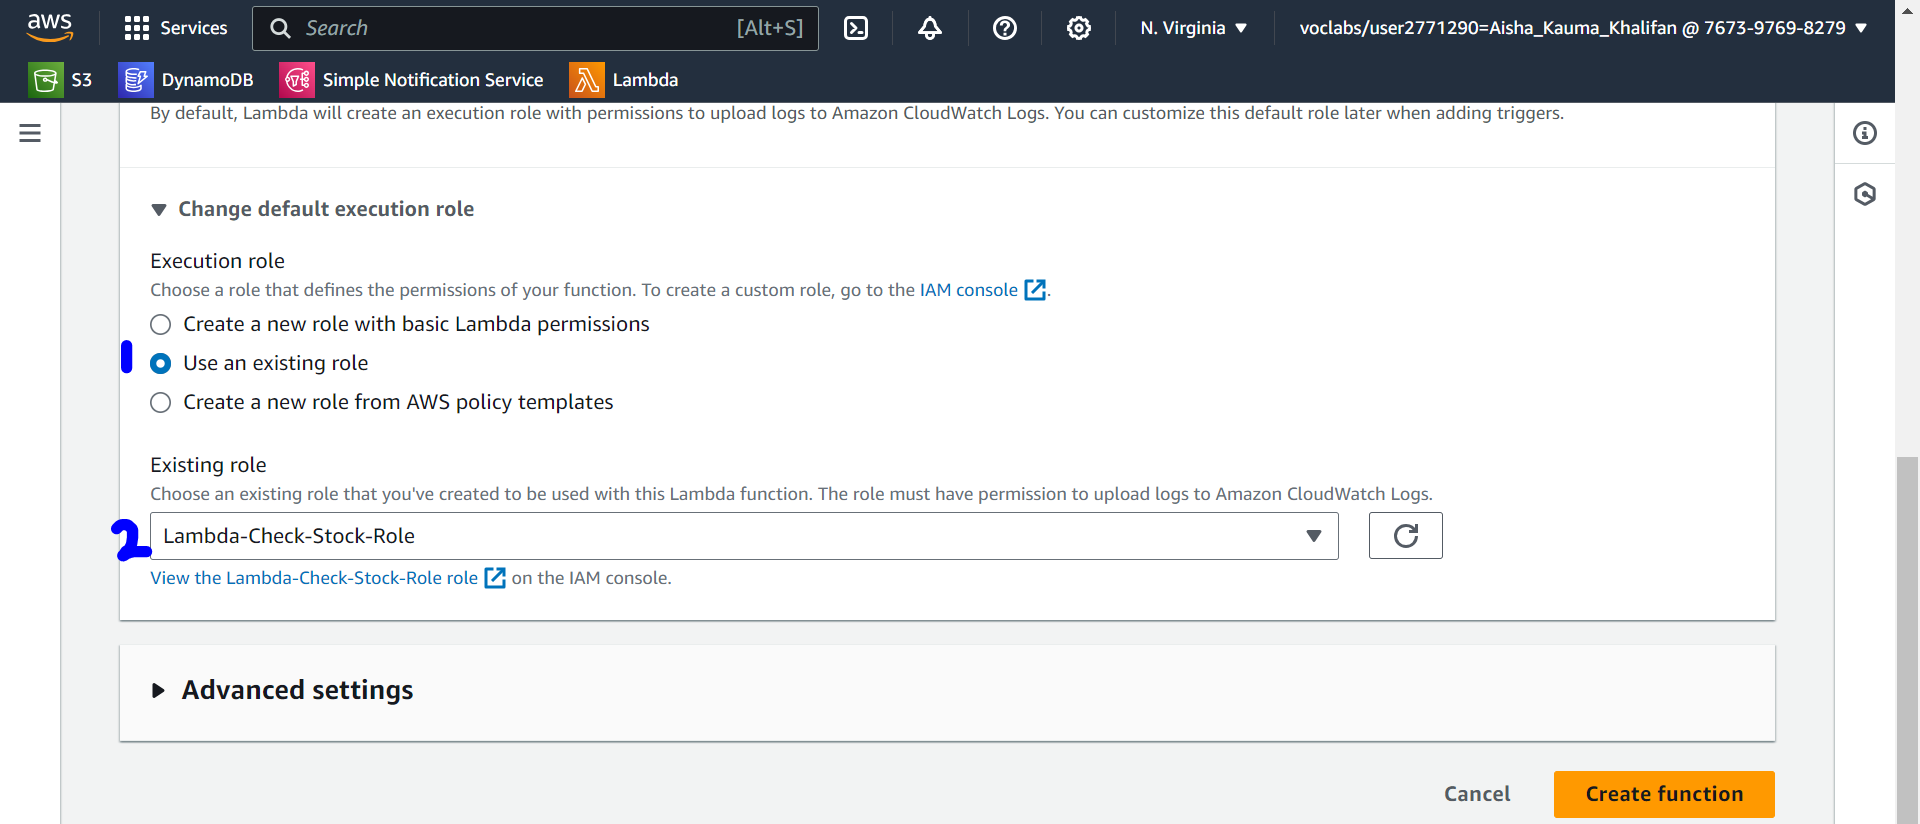 aws Services Search [Alt+S] N. Virginia voclabs/user2771290=Aisha_Kauma_Khalifan @ 7673-9769-8279
S3 DynamoDB Simple Notification Service Lambda
By default, Lambda will create an execution role with permissions to upload logs to Amazon CloudWatch Logs. You can customize this default role later when adding triggers.
Change default execution role
Execution role
Choose a role that defines the permissions of your function. To create a custom role, go to the IAM console.
Create a new role with basic Lambda permissions
1 Use an existing role
Create a new role from AWS policy templates
Existing role
Choose an existing role that you've created to be used with this Lambda function. The role must have permission to upload logs to Amazon CloudWatch Logs.
2 Lambda-Check-Stock-Role
View the Lambda-Check-Stock-Role role on the IAM console.
Advanced settings
Cancel Create function